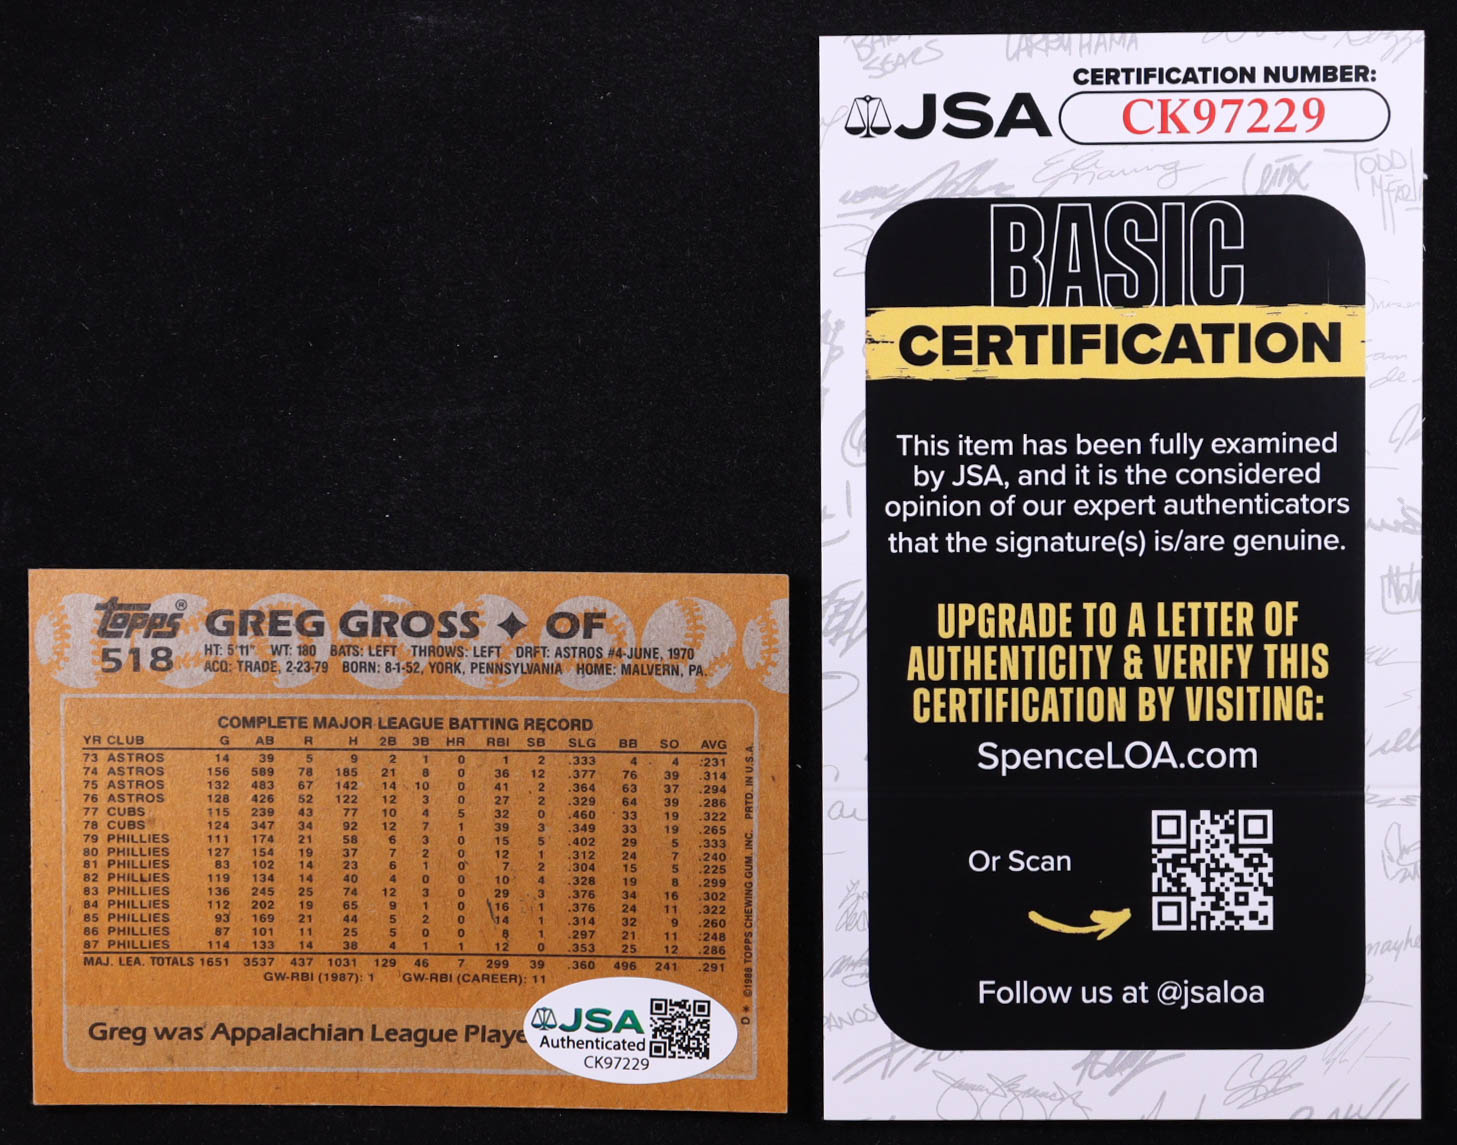 topps®
518
GREG GROSS ✦ OF
HT: 5'11" WT: 180 BATS: LEFT THROWS: LEFT DRFT: ASTROS #4-JUNE, 1970
ACQ: TRADE, 2-23-79 BORN: 8-1-52, YORK, PENNSYLVANIA HOME: MALVERN, PA.
COMPLETE MAJOR LEAGUE BATTING RECORD
YR CLUB G AB R H 2B 3B HR RBI SB SLG BB SO AVG
73 ASTROS 14 39 5 9 2 1 0 1 2 .333 4 4 .231
74 ASTROS 156 589 78 185 21 8 0 36 12 .377 76 39 .314
75 ASTROS 132 483 67 142 14 10 0 41 2 .364 63 37 .294
76 ASTROS 128 426 52 122 12 3 0 27 2 .329 64 39 .286
77 CUBS 115 239 43 77 10 4 5 32 0 .460 33 19 .322
78 CUBS 124 347 34 92 12 7 1 39 3 .349 33 19 .265
79 PHILLIES 111 174 21 58 6 3 0 15 5 .402 29 5 .333
80 PHILLIES 127 154 19 37 7 2 0 12 1 .312 24 7 .240
81 PHILLIES 83 102 14 23 6 1 0 7 2 .304 15 5 .225
82 PHILLIES 119 134 14 40 4 0 0 10 4 .328 19 8 .299
83 PHILLIES 136 245 25 74 12 3 0 29 3 .376 34 16 .302
84 PHILLIES 112 202 19 65 9 1 0 16 1 .376 24 11 .322
85 PHILLIES 93 169 21 44 5 2 0 14 1 .314 32 9 .260
86 PHILLIES 87 101 11 25 5 0 0 8 1 .297 21 11 .248
87 PHILLIES 114 133 14 38 4 1 1 12 0 .353 25 12 .286
MAJ. LEA. TOTALS 1651 3537 437 1031 129 46 7 299 39 .360 496 241 .291
GW-RBI (1987): 1 GW-RBI (CAREER): 11
Greg was Appalachian League Playe
D* ©1988 TOPPS CHEWING GUM, INC. PRTD. IN U.S.A.
JSA
Authenticated
CK97229
JSA
CERTIFICATION NUMBER:
CK97229
BASIC
CERTIFICATION
This item has been fully examined
by JSA, and it is the considered
opinion of our expert authenticators
that the signature(s) is/are genuine.
UPGRADE TO A LETTER OF
AUTHENTICITY & VERIFY THIS
CERTIFICATION BY VISITING:
SpenceLOA.com
Or Scan
Follow us at @jsaloa